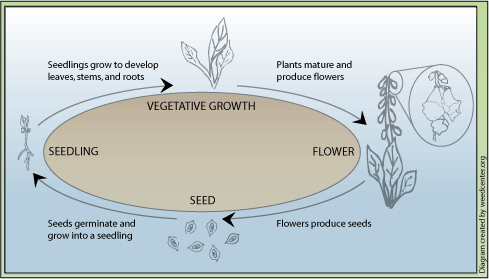 Seedlings grow to develop
leaves, stems, and roots
Plants mature and
produce flowers
VEGETATIVE GROWTH
SEEDLING
FLOWER
SEED
Seeds germinate and
grow into a seedling
Flowers produce seeds
Diagram created by weedcenter.org